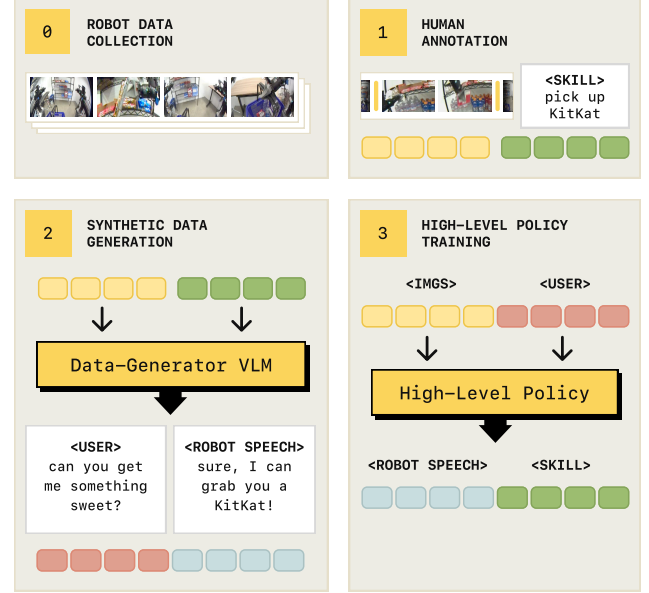 0
ROBOT DATA
COLLECTION
1
HUMAN
ANNOTATION
<SKILL>
pick up
KitKat
2
SYNTHETIC DATA
GENERATION
Data-Generator VLM
<USER>
can you get
me something
sweet?
<ROBOT SPEECH>
sure, I can
grab you a
KitKat!
3
HIGH-LEVEL POLICY
TRAINING
<IMGS>
<USER>
High-Level Policy
<ROBOT SPEECH>
<SKILL>